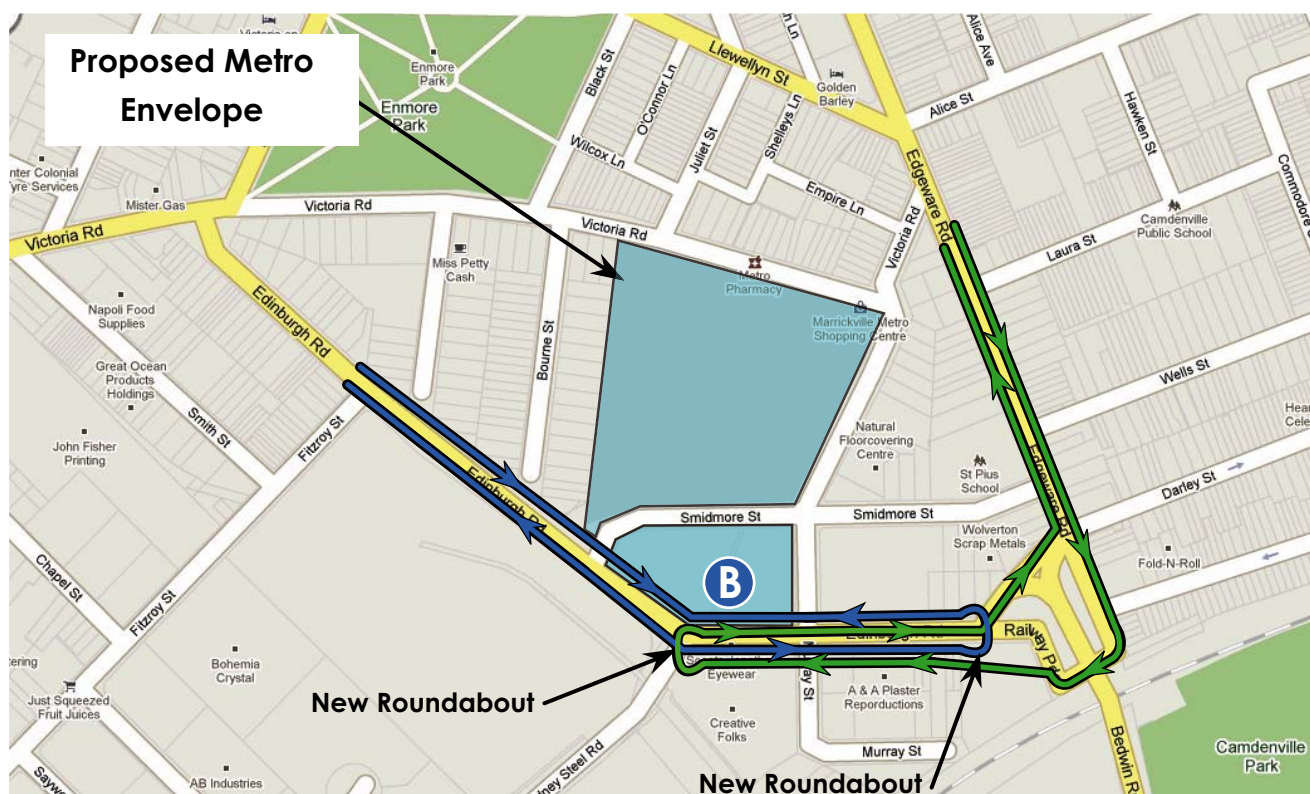 Proposed Metro
Envelope
Enmore
Park
Enmore
Park
Black St
O'Connor Ln
Wilcox Ln
Juliet St
Shelleys Ln
Llewellyn St
Golden
Barley
Alice Ave
Alice St
Hawken St
Empire Ln
Edgeware Rd
Camdenville
Public School
Laura St
Tyre Services
Mister Gas
Victoria Rd
Victoria Rd
Victoria Rd
Victoria Rd
Miss Petty
Cash
Metro
Pharmacy
Marrickville Metro
Shopping Centre
Napoli Food
Supplies
Edinburgh Rd
Bourne St
Great Ocean
Products
Holdings
Smith St
Fitzroy St
John Fisher
Printing
Natural
Floorcovering
Centre
St Pius
School
Wells St
Edgeware Rd
Darley St
Smidmore St
Smidmore St
Wolverton
Scrap Metals
Fold-N-Roll
B
Chapel St
Fitzroy St
Bohemia
Crystal
Just Squeezed
Fruit Juices
AB Industries
Eyewear
Creative
Folks
A & A Plaster
Reporductions
Murray St
Railway Pd
Bedwin R
Camdenville
Park
New Roundabout
New Roundabout